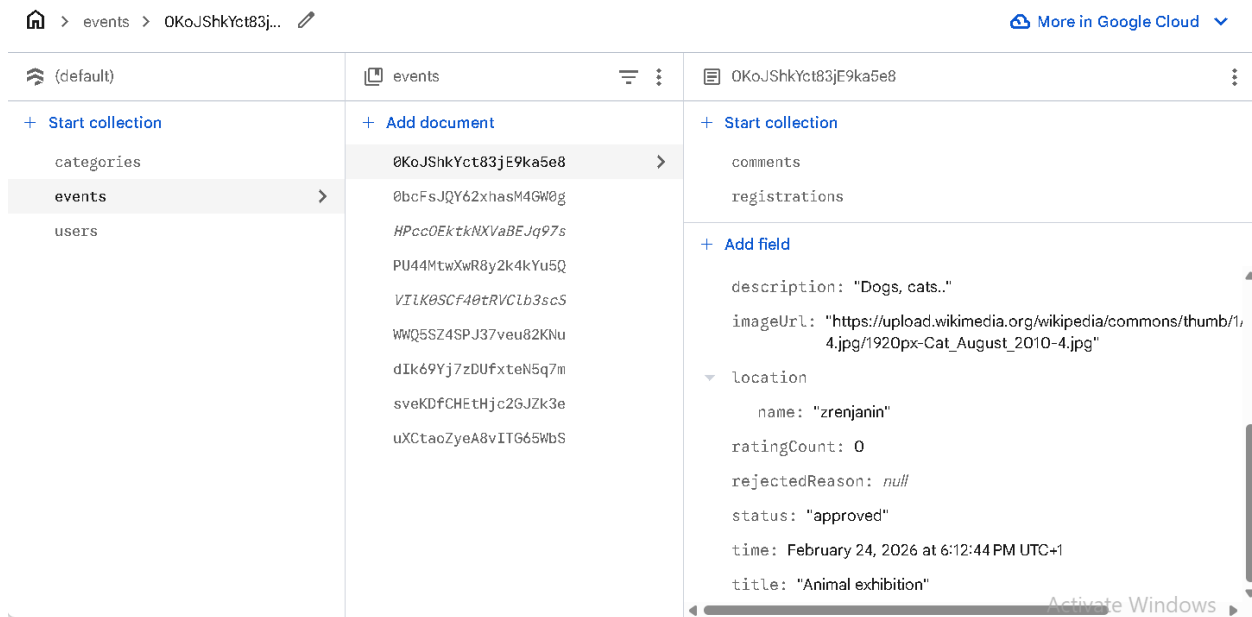 events
0KoJShkYct83j...
More in Google Cloud
(default)
events
0KoJShkYct83jE9ka5e8
Start collection
categories
events
users
Add document
0KoJShkYct83jE9ka5e8
0bcFsJQY62xhasM4GW0g
HPccOEktkNXVaBEJq97s
PU44MtwXwR8y2k4kYu5Q
VIlK0SCf40tRVClb3scS
WWQ5SZ4SPJ37veu82KNu
dIk69Yj7zDUfxteN5q7m
sveKDfCHEtHjc2GJZk3e
uXCtaoZyeA8vITG65WbS
Start collection
comments
registrations
Add field
description: "Dogs, cats.."
imageUrl: "https://upload.wikimedia.org/wikipedia/commons/thumb/1/
4.jpg/1920px-Cat_August_2010-4.jpg"
location
name: "zrenjanin"
ratingCount: 0
rejectedReason: null
status: "approved"
time: February 24, 2026 at 6:12:44 PM UTC+1
title: "Animal exhibition"
Activate Windows